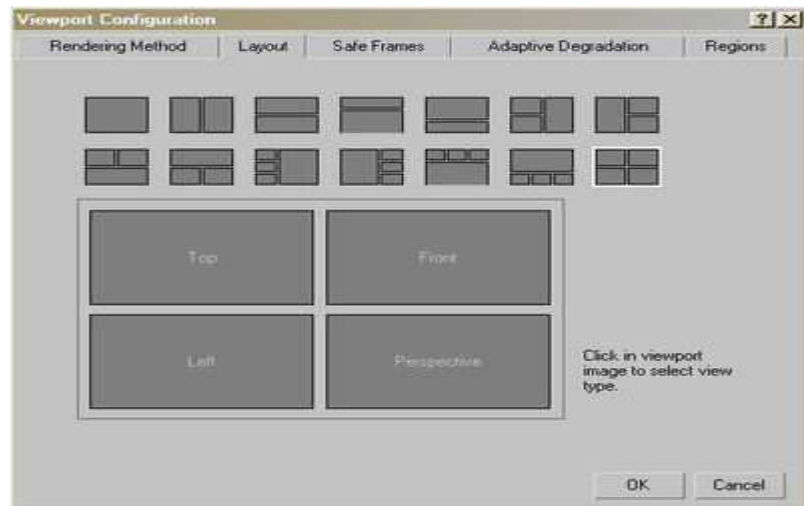 Viewport Configuration
Rendering Method Layout Safe Frames Adaptive Degradation Regions
Top Front
Left Perspective
Click in viewport
image to select view
type.
OK Cancel